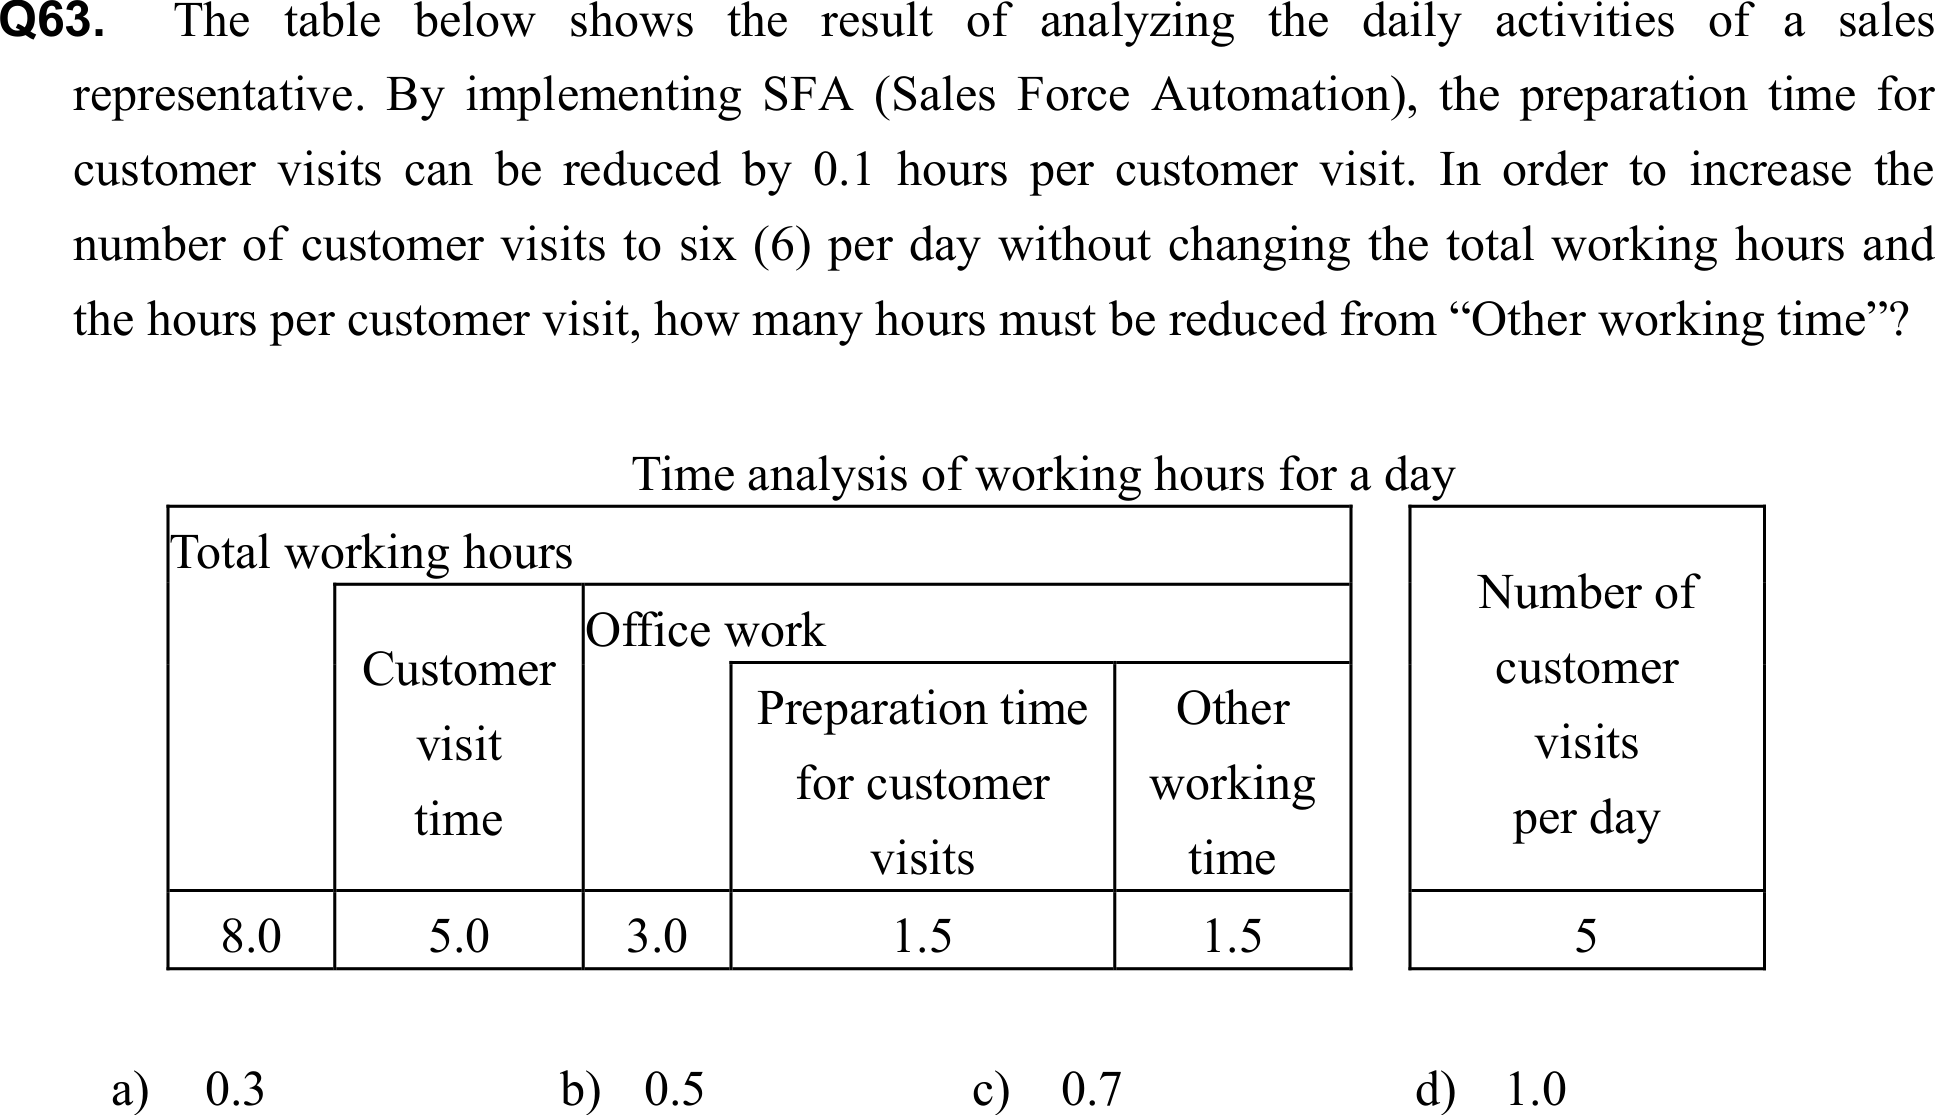 Q63. The table below shows the result of analyzing the daily activities of a sales
representative. By implementing SFA (Sales Force Automation), the preparation time for
customer visits can be reduced by 0.1 hours per customer visit. In order to increase the
number of customer visits to six (6) per day without changing the total working hours and
the hours per customer visit, how many hours must be reduced from “Other working time”?
Time analysis of working hours for a day
Total working hours
Office work
Customer
visit
time
Preparation time
for customer
visits
Other
working
time
Number of
customer
visits
per day
8.0 5.0 3.0 1.5 1.5 5
a) 0.3 b) 0.5 c) 0.7 d) 1.0